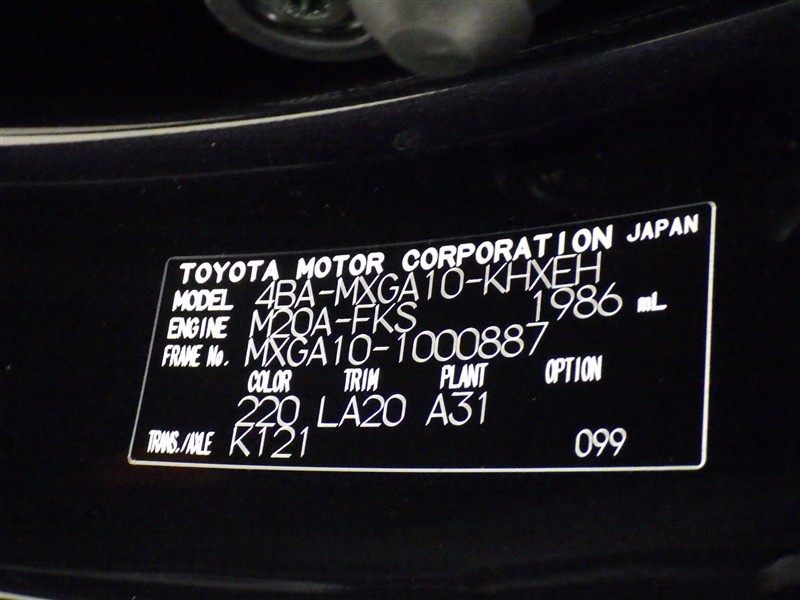 TOYOTA MOTOR CORPORATION JAPAN
MODEL 4BA-MXGA10-KHXEH
ENGINE M20A-FKS 1986 mL
FRAME No. MXGA10-1000887
COLOR TRIM PLANT OPTION
220 LA20 A31
TRANS./AXLE K121 099